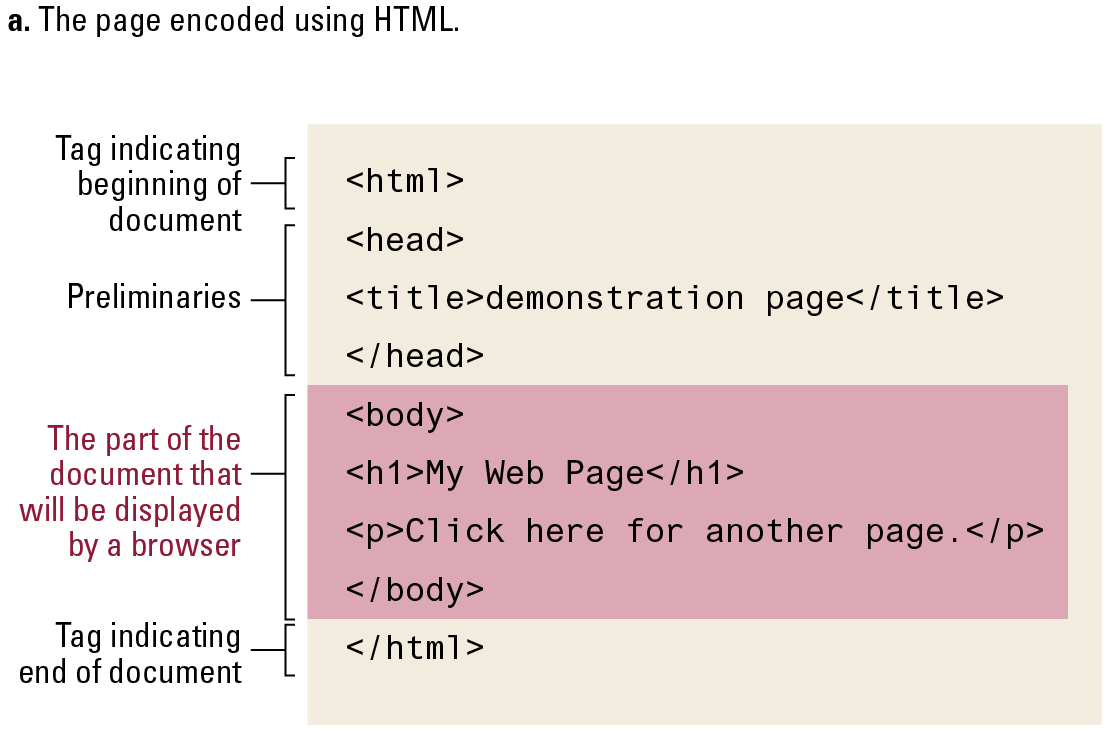 a. The page encoded using HTML.
Tag indicating
beginning of
document
<html>
<head>
Preliminaries
<title>demonstration page</title>
</head>
The part of the
document that
will be displayed
by a browser
<body>
<h1>My Web Page</h1>
<p>Click here for another page.</p>
</body>
Tag indicating
end of document
</html>